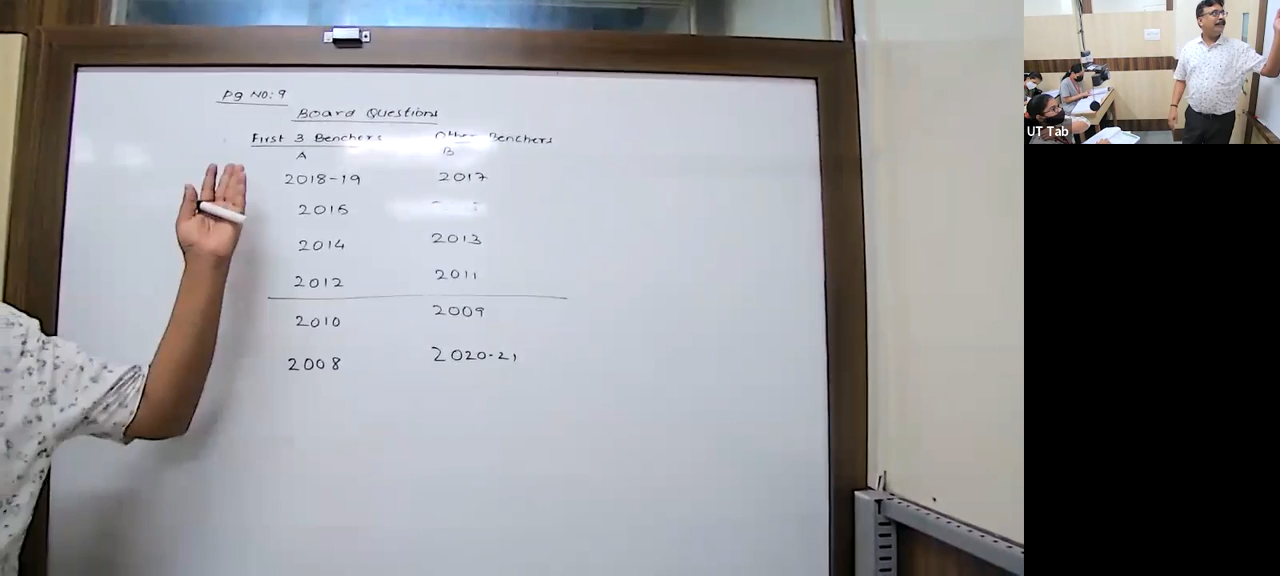 Pg NO: 9
Board Questions
First 3 Benchers Other Benchers
A B
2018-19 2017
2016
2014 2013
2012 2011
2010 2009
2008 2020-21
UT Tab